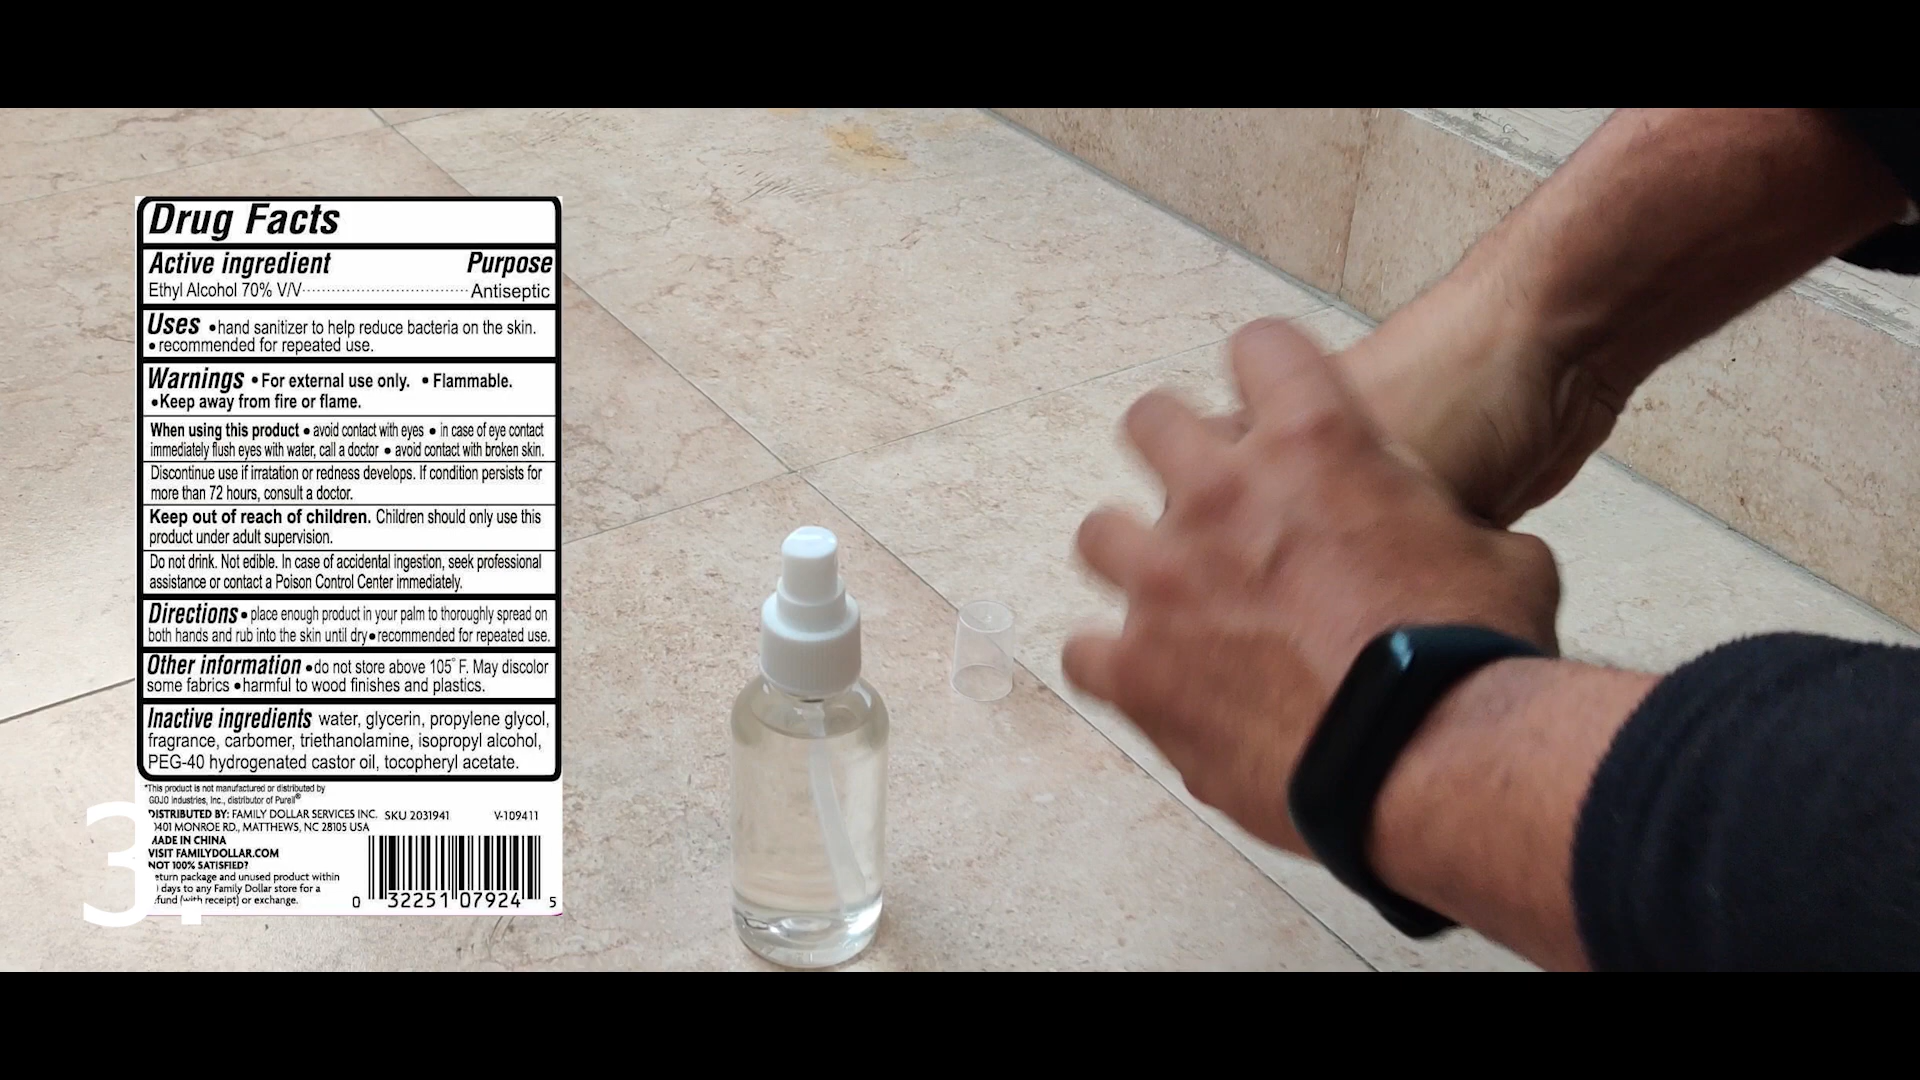 Drug Facts
Active ingredient Purpose
Ethyl Alcohol 70% V/V Antiseptic
Uses • hand sanitizer to help reduce bacteria on the skin.
• recommended for repeated use.
Warnings • For external use only. • Flammable.
• Keep away from fire or flame.
When using this product • avoid contact with eyes • in case of eye contact
immediately flush eyes with water, call a doctor • avoid contact with broken skin.
Discontinue use if irratation or redness develops. If condition persists for
more than 72 hours, consult a doctor.
Keep out of reach of children. Children should only use this
product under adult supervision.
Do not drink. Not edible. In case of accidental ingestion, seek professional
assistance or contact a Poison Control Center immediately.
Directions • place enough product in your palm to thoroughly spread on
both hands and rub into the skin until dry • recommended for repeated use.
Other information • do not store above 105° F. May discolor
some fabrics • harmful to wood finishes and plastics.
Inactive ingredients water, glycerin, propylene glycol,
fragrance, carbomer, triethanolamine, isopropyl alcohol,
PEG-40 hydrogenated castor oil, tocopheryl acetate.
*This product is not manufactured or distributed by
GOJO Industries, Inc., distributor of Purell®
DISTRIBUTED BY: FAMILY DOLLAR SERVICES INC. SKU 2031941 V-109411
MONROE RD., MATTHEWS, NC 28105 USA
MADE IN CHINA
VISIT FAMILYDOLLAR.COM
NOT 100% SATISFIED?
eturn package and unused product within
days to any Family Dollar store for a
fund (with receipt) or exchange.
0 32251 07924 5
3.